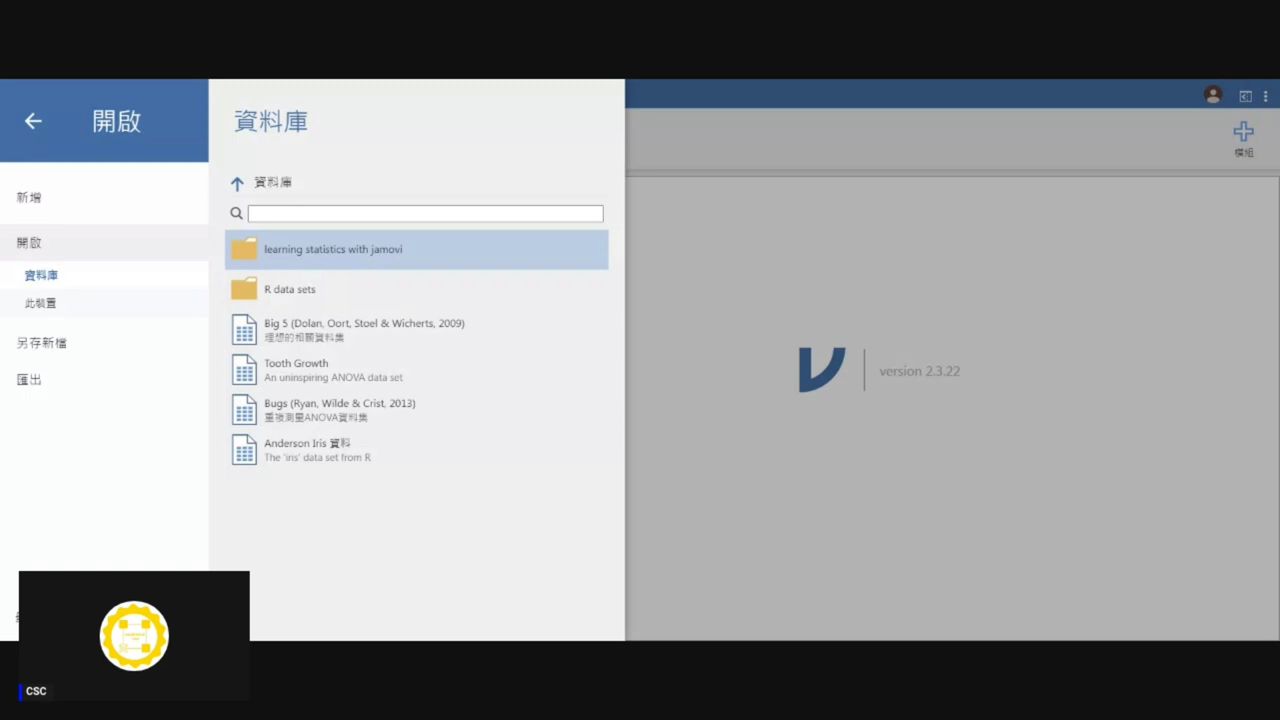 開啟
新增
開啟
資料庫
此裝置
另存新檔
匯出
資料庫
資料庫
learning statistics with jamovi
R data sets
Big 5 (Dolan, Oort, Stoel & Wicherts, 2009)
理想的相關資料集
Tooth Growth
An uninspiring ANOVA data set
Bugs (Ryan, Wilde & Crist, 2013)
重複測量ANOVA資料集
Anderson Iris 資料
The 'iris' data set from R
模組
version 2.3.22
CSC